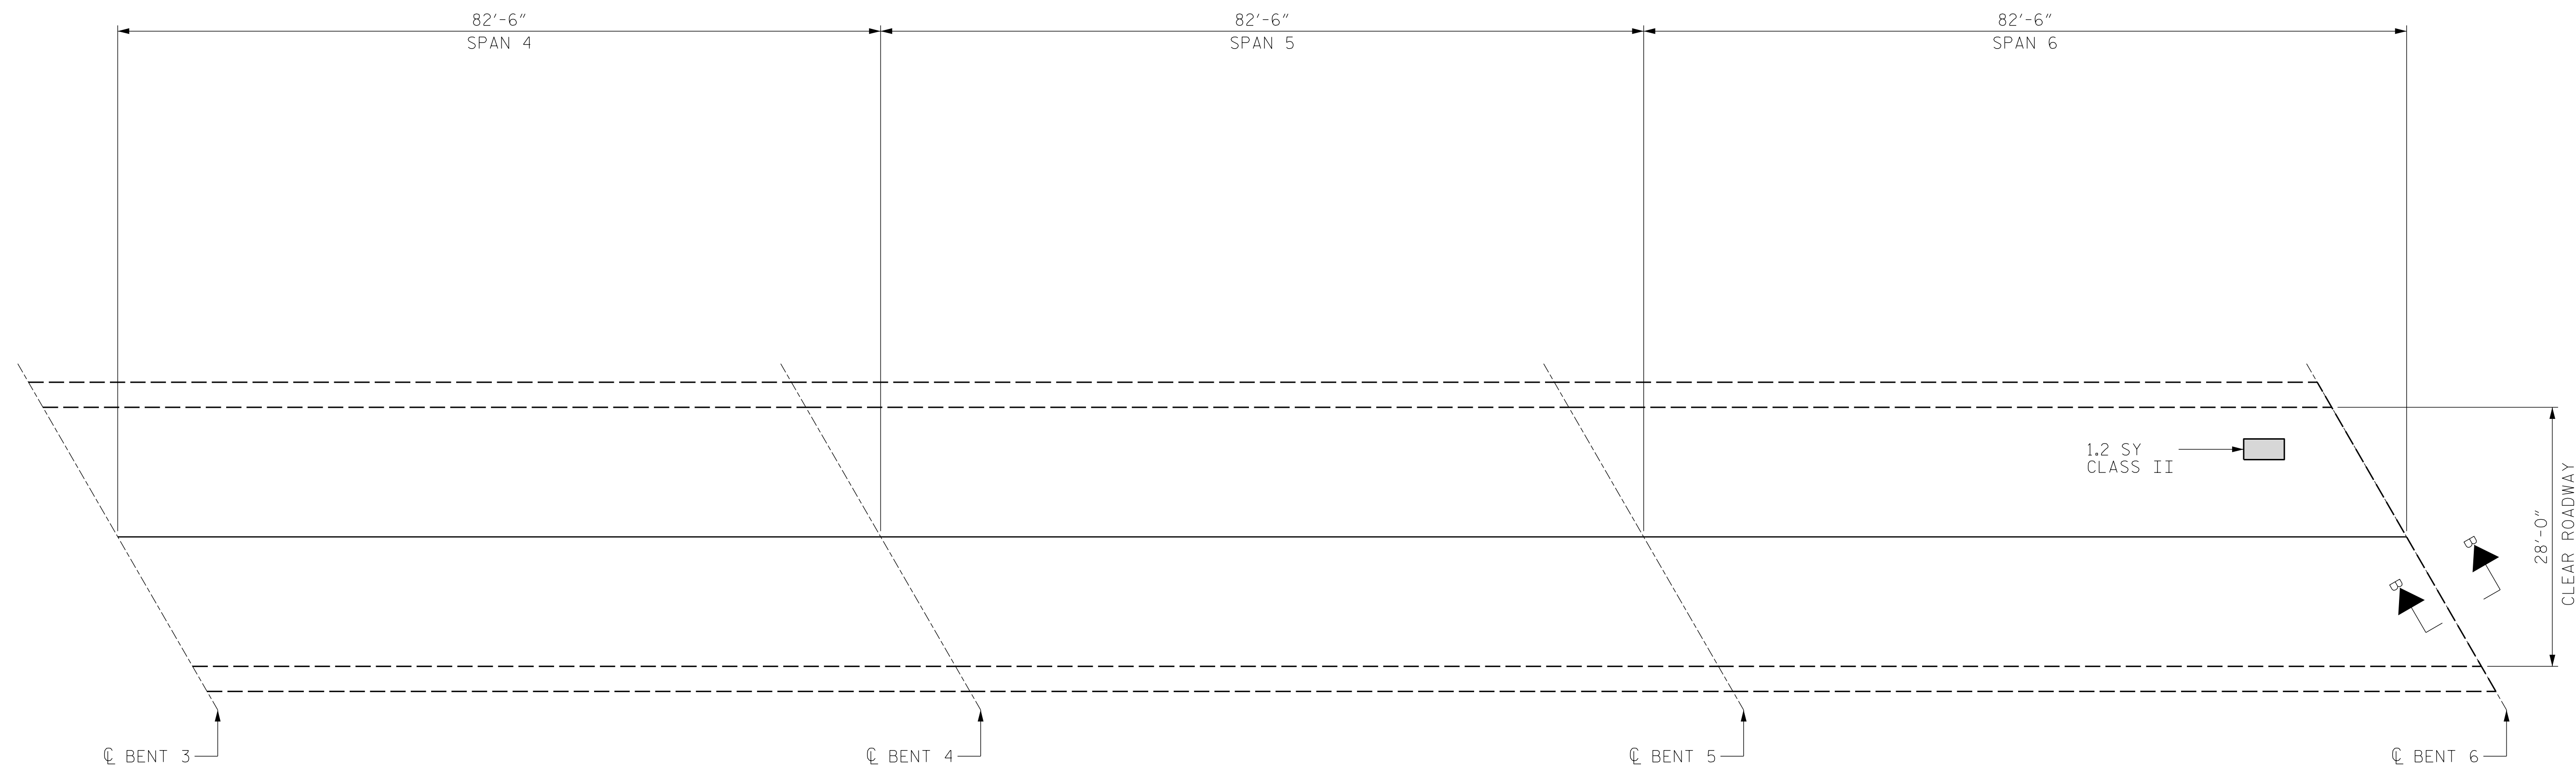 82'-6"
SPAN 4
82'-6"
SPAN 5
82'-6"
SPAN 6
1.2 SY
CLASS II
28'-0"
CLEAR ROADWAY
B
B
℄ BENT 3
℄ BENT 4
℄ BENT 5
℄ BENT 6